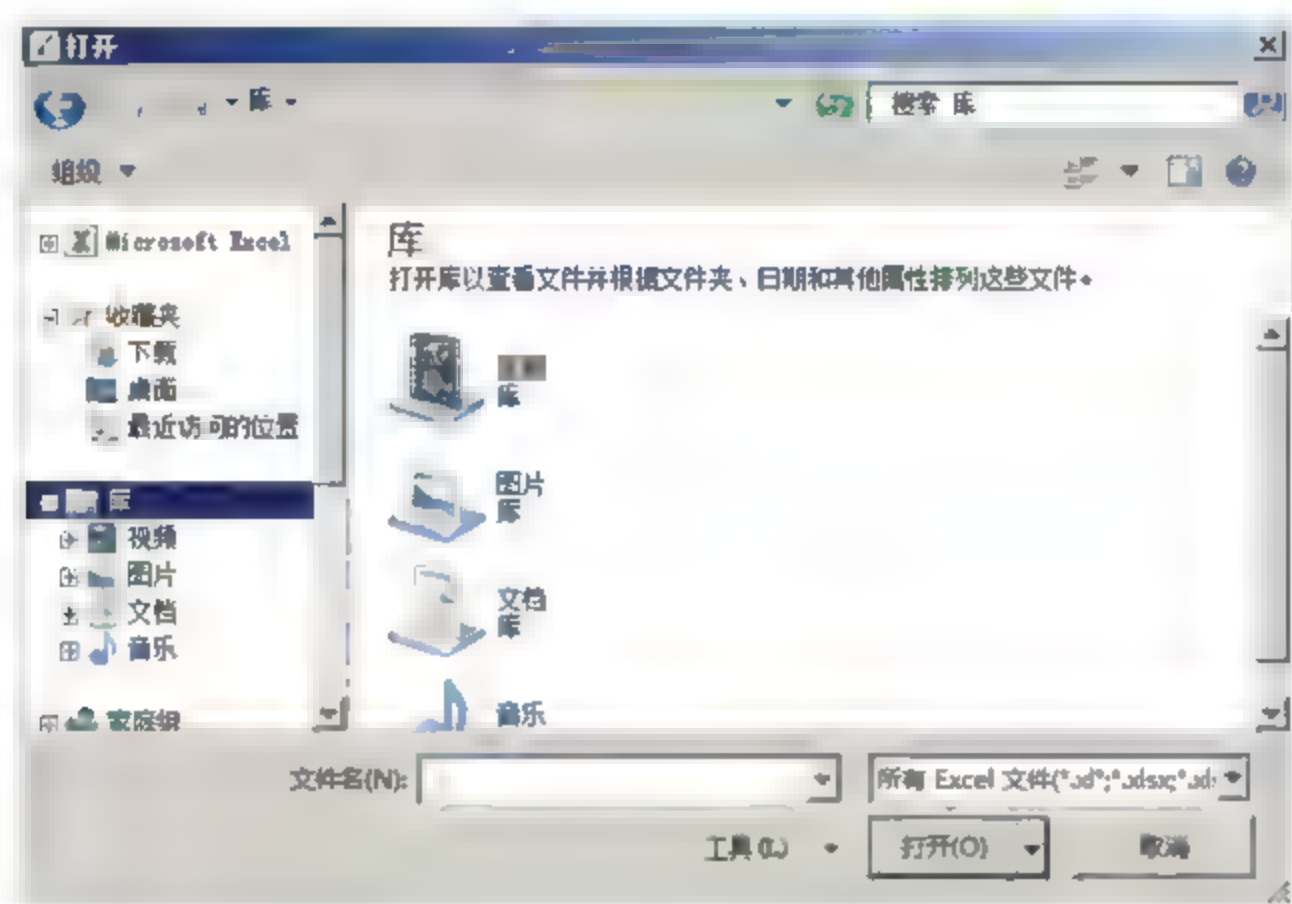 打开
库
搜索 库
组织
Microsoft Excel
库
打开库以查看文件并根据文件夹、日期和其他属性排列这些文件。
收藏夹
下载
桌面
最近访问的位置
库
图片
库
库
视频
图片
文档
库
文档
音乐
音乐
家庭组
文件名(N):
所有 Excel 文件(*.xl*;*.xlsx;*.xls
工具(L)
打开(O)
取消